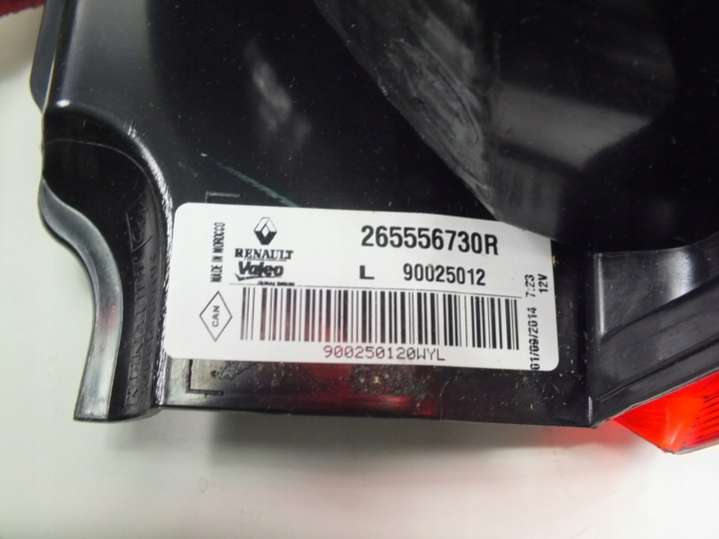 MADE IN MOROCCO
RENAULT
Valeo
265556730R
L 90025012
CAN
900250120WYL
01/09/2014 7:23
12V